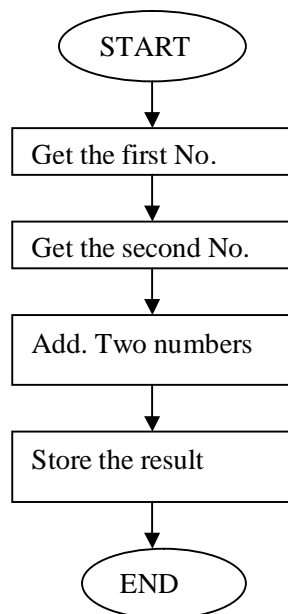 START
Get the first No.
Get the second No.
Add. Two numbers
Store the result
END